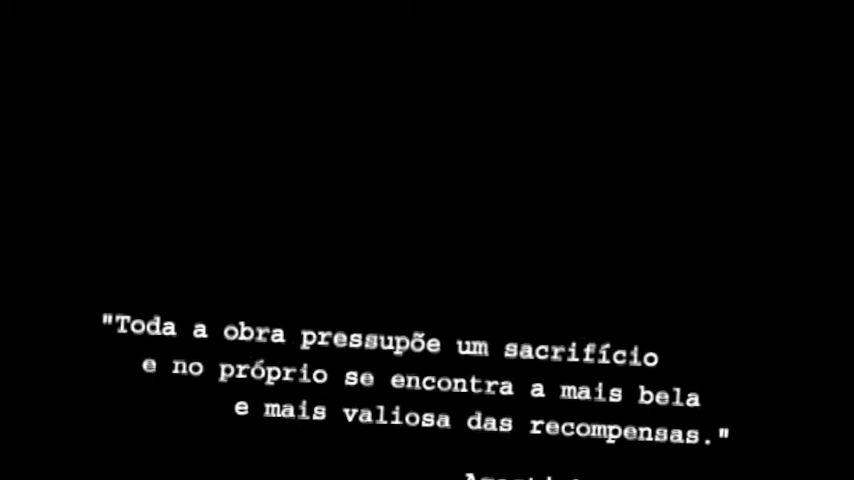 "Toda a obra pressupõe um sacrifício
e no próprio se encontra a mais bela
e mais valiosa das recompensas."